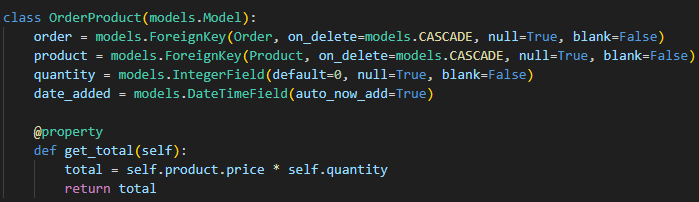 class OrderProduct(models.Model):
    order = models.ForeignKey(Order, on_delete=models.CASCADE, null=True, blank=False)
    product = models.ForeignKey(Product, on_delete=models.CASCADE, null=True, blank=False)
    quantity = models.IntegerField(default=0, null=True, blank=False)
    date_added = models.DateTimeField(auto_now_add=True)

    @property
    def get_total(self):
        total = self.product.price * self.quantity
        return total